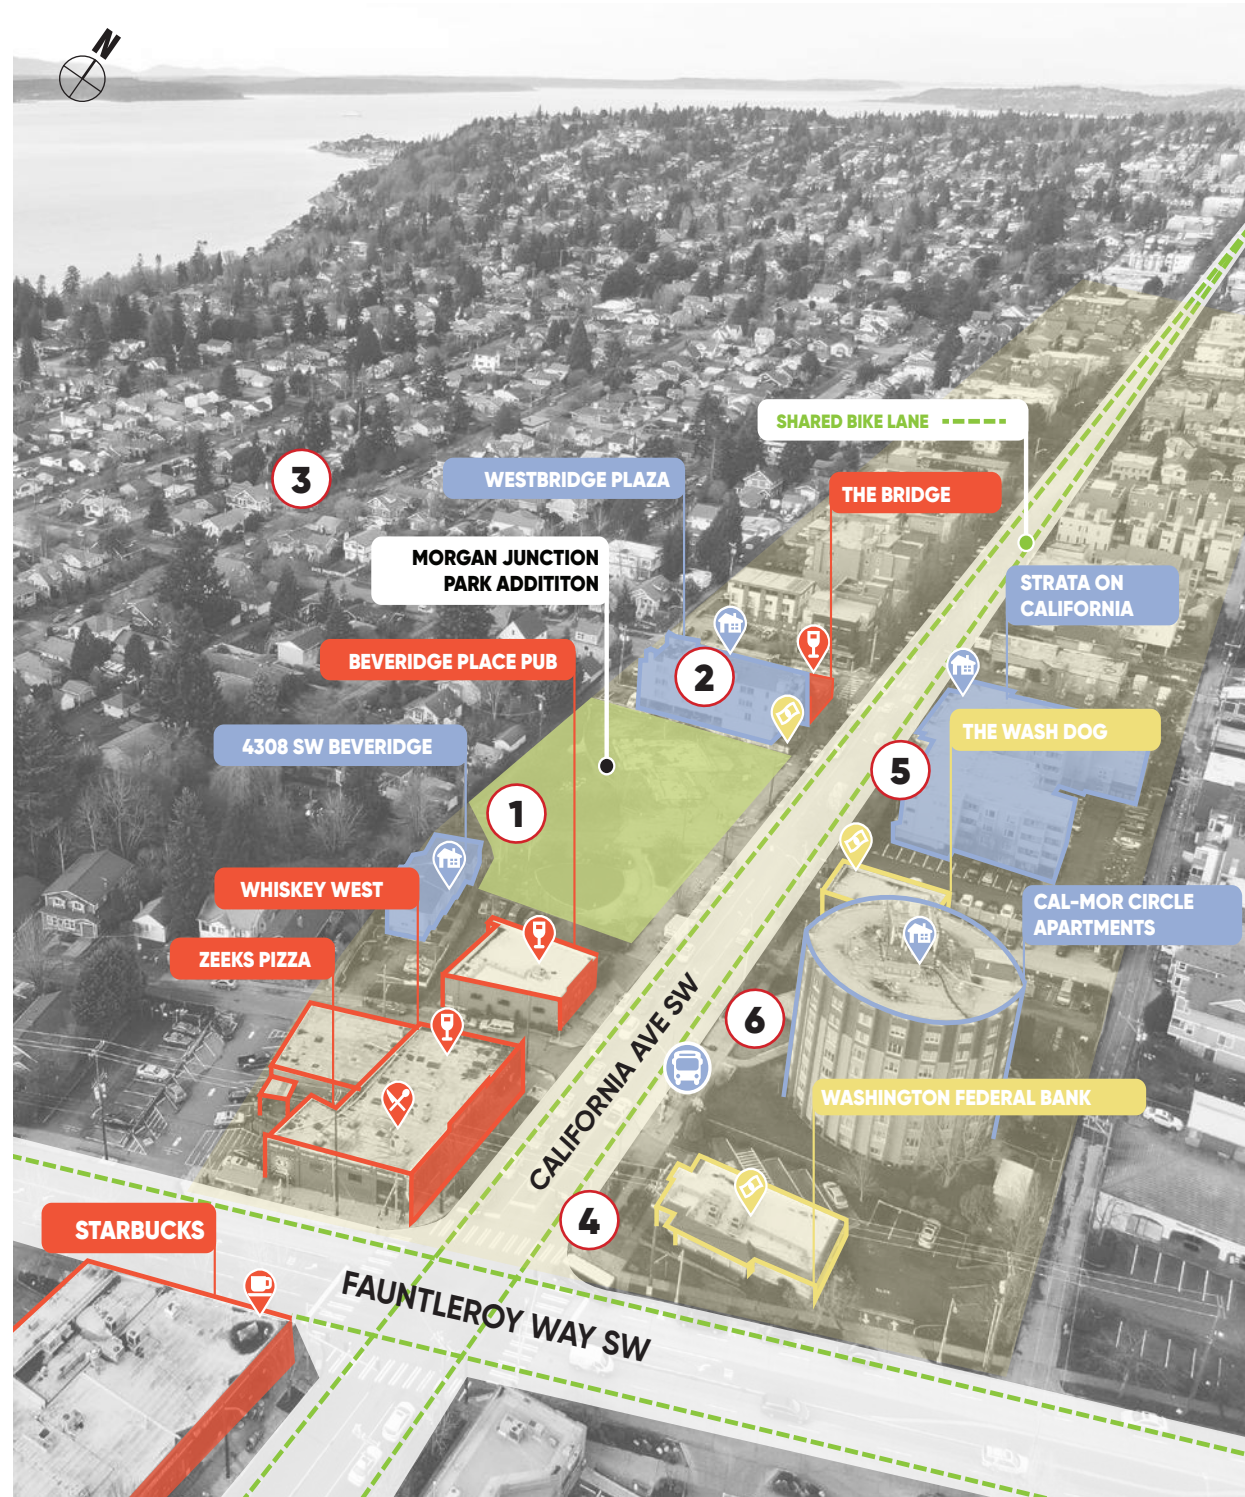 N
SHARED BIKE LANE
3
WESTBRIDGE PLAZA
THE BRIDGE
MORGAN JUNCTION
PARK ADDITITON
STRATA ON
CALIFORNIA
BEVERIDGE PLACE PUB
2
4308 SW BEVERIDGE
THE WASH DOG
5
1
WHISKEY WEST
CAL-MOR CIRCLE
APARTMENTS
ZEEKS PIZZA
CALIFORNIA AVE SW
6
WASHINGTON FEDERAL BANK
STARBUCKS
4
FAUNTLEROY WAY SW